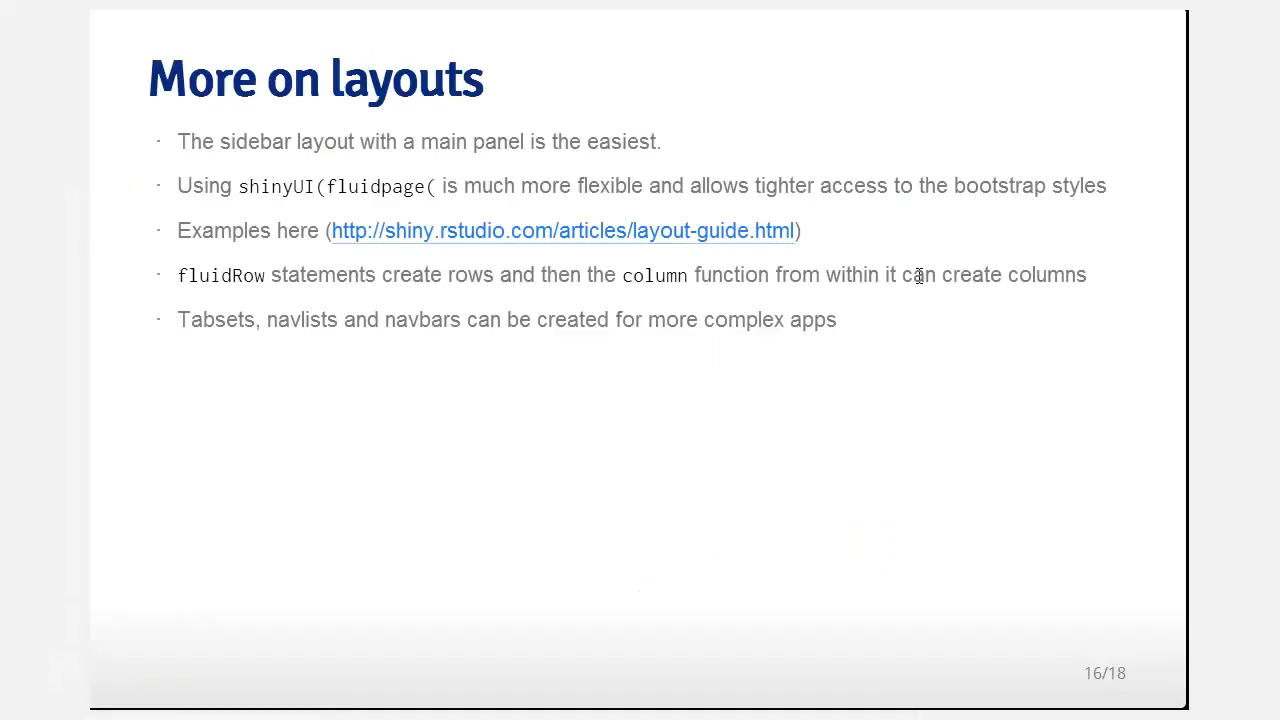 More on layouts
· The sidebar layout with a main panel is the easiest.
· Using shinyUI(fluidpage( is much more flexible and allows tighter access to the bootstrap styles
· Examples here (http://shiny.rstudio.com/articles/layout-guide.html)
· fluidRow statements create rows and then the column function from within it can create columns
· Tabsets, navlists and navbars can be created for more complex apps
16/18